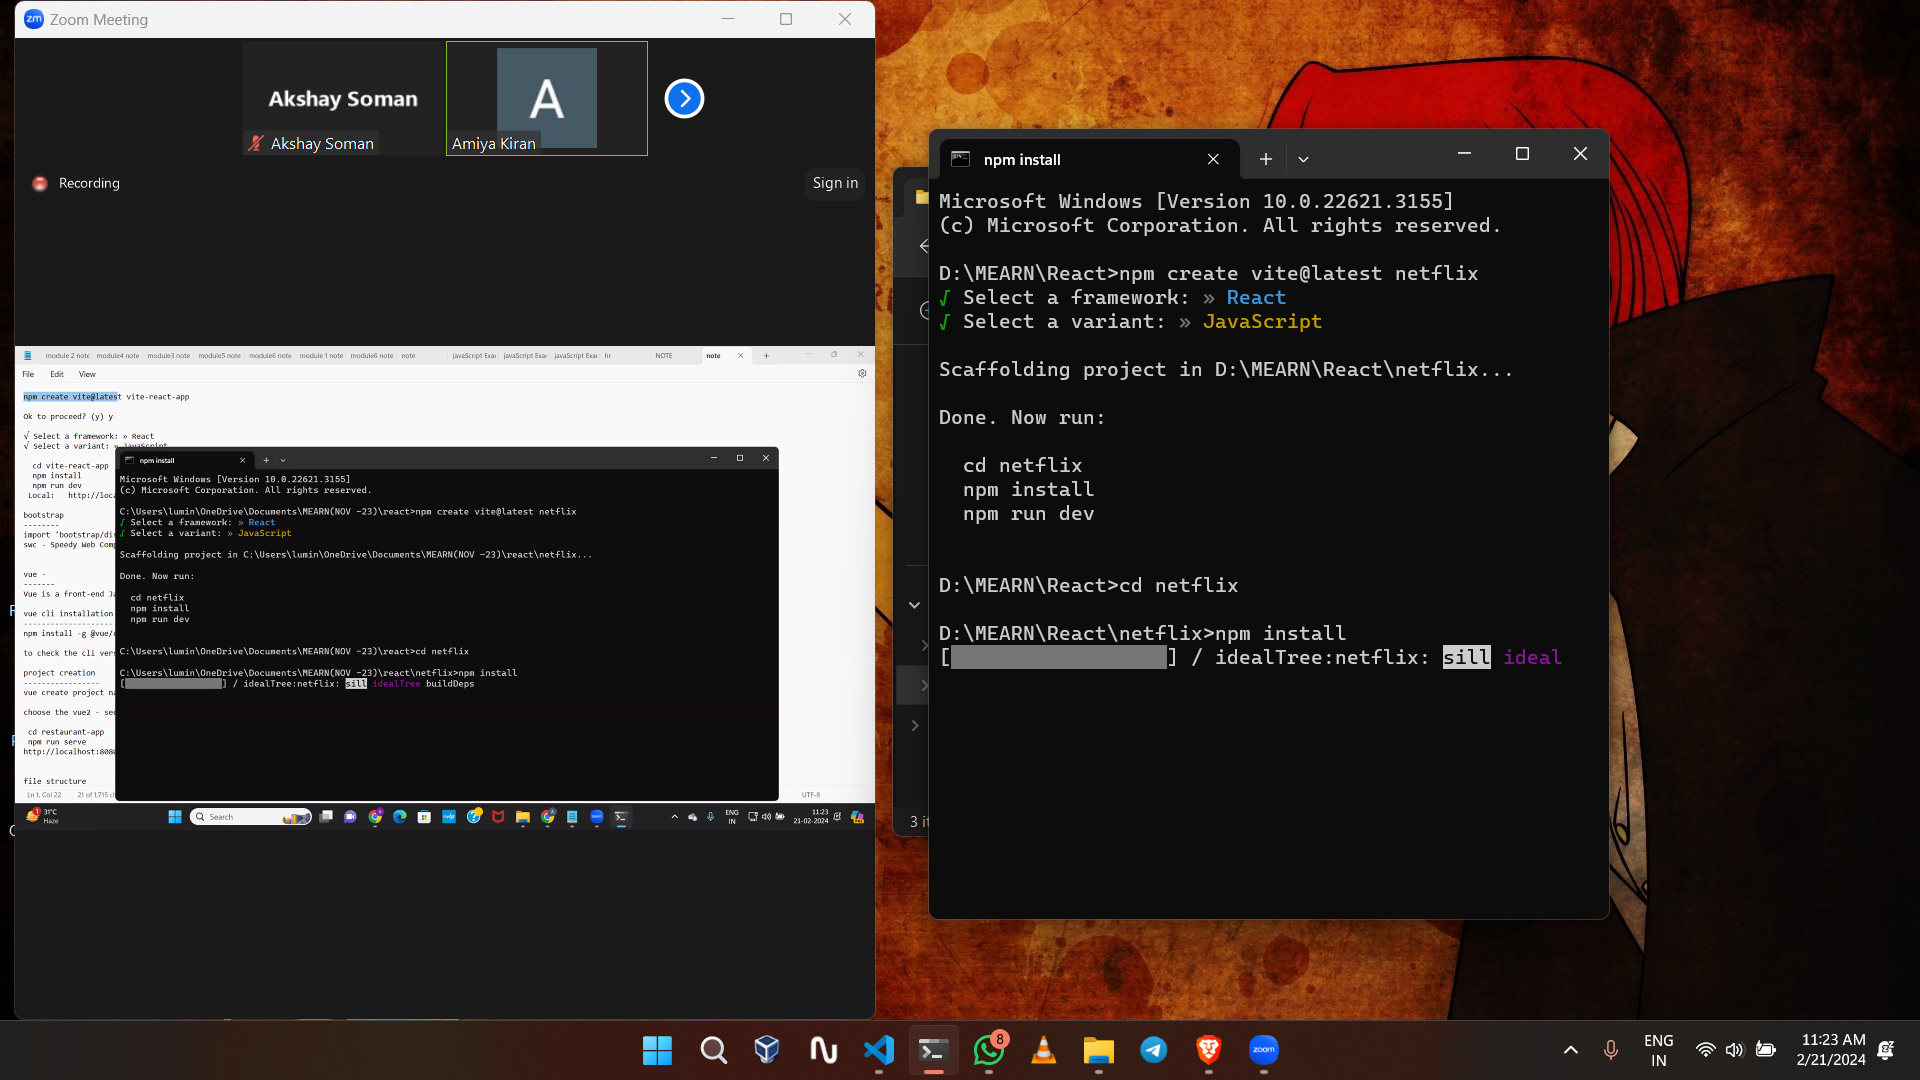 Zoom Meeting
Akshay Soman
Akshay Soman
A
Amiya Kiran
Recording
Sign in
module 2 note module4 note module3 note module5 note module6 note module 1 note module6 note note javaScript Exar javaScript Exar javaScript Exar hr NOTE note
File Edit View
npm create vite@latest vite-react-app
Ok to proceed? (y) y
√ Select a framework: » React
√ Select a variant: » JavaScript
cd vite-react-app
npm install
npm run dev
Local: http://loc
bootstrap
--------
import 'bootstrap/dis
swc - Speedy Web Comp
vue -
-------
Vue is a front-end Ja
vue cli installation
--------------------
npm install -g @vue/c
to check the cli vers
project creation
-----------------
vue create project na
choose the vue2 - se
cd restaurant-app
npm run serve
http://localhost:808
file structure
Ln 1, Col 22 21 of 1,715 ch UTF-8
npm install
Microsoft Windows [Version 10.0.22621.3155]
(c) Microsoft Corporation. All rights reserved.
C:\Users\lumin\OneDrive\Documents\MEARN(NOV -23)\react>npm create vite@latest netflix
√ Select a framework: » React
√ Select a variant: » JavaScript
Scaffolding project in C:\Users\lumin\OneDrive\Documents\MEARN(NOV -23)\react\netflix...
Done. Now run:
cd netflix
npm install
npm run dev
C:\Users\lumin\OneDrive\Documents\MEARN(NOV -23)\react>cd netflix
C:\Users\lumin\OneDrive\Documents\MEARN(NOV -23)\react\netflix>npm install
[ ] / idealTree:netflix: sill idealTree buildDeps
31°C
Haze
Search
ENG
IN
11:23
21-02-2024
npm install
Microsoft Windows [Version 10.0.22621.3155]
(c) Microsoft Corporation. All rights reserved.
D:\MEARN\React>npm create vite@latest netflix
√ Select a framework: » React
√ Select a variant: » JavaScript
Scaffolding project in D:\MEARN\React\netflix...
Done. Now run:
cd netflix
npm install
npm run dev
D:\MEARN\React>cd netflix
D:\MEARN\React\netflix>npm install
[ ] / idealTree:netflix: sill ideal
3 it
8
zoom
ENG
IN
11:23 AM
2/21/2024